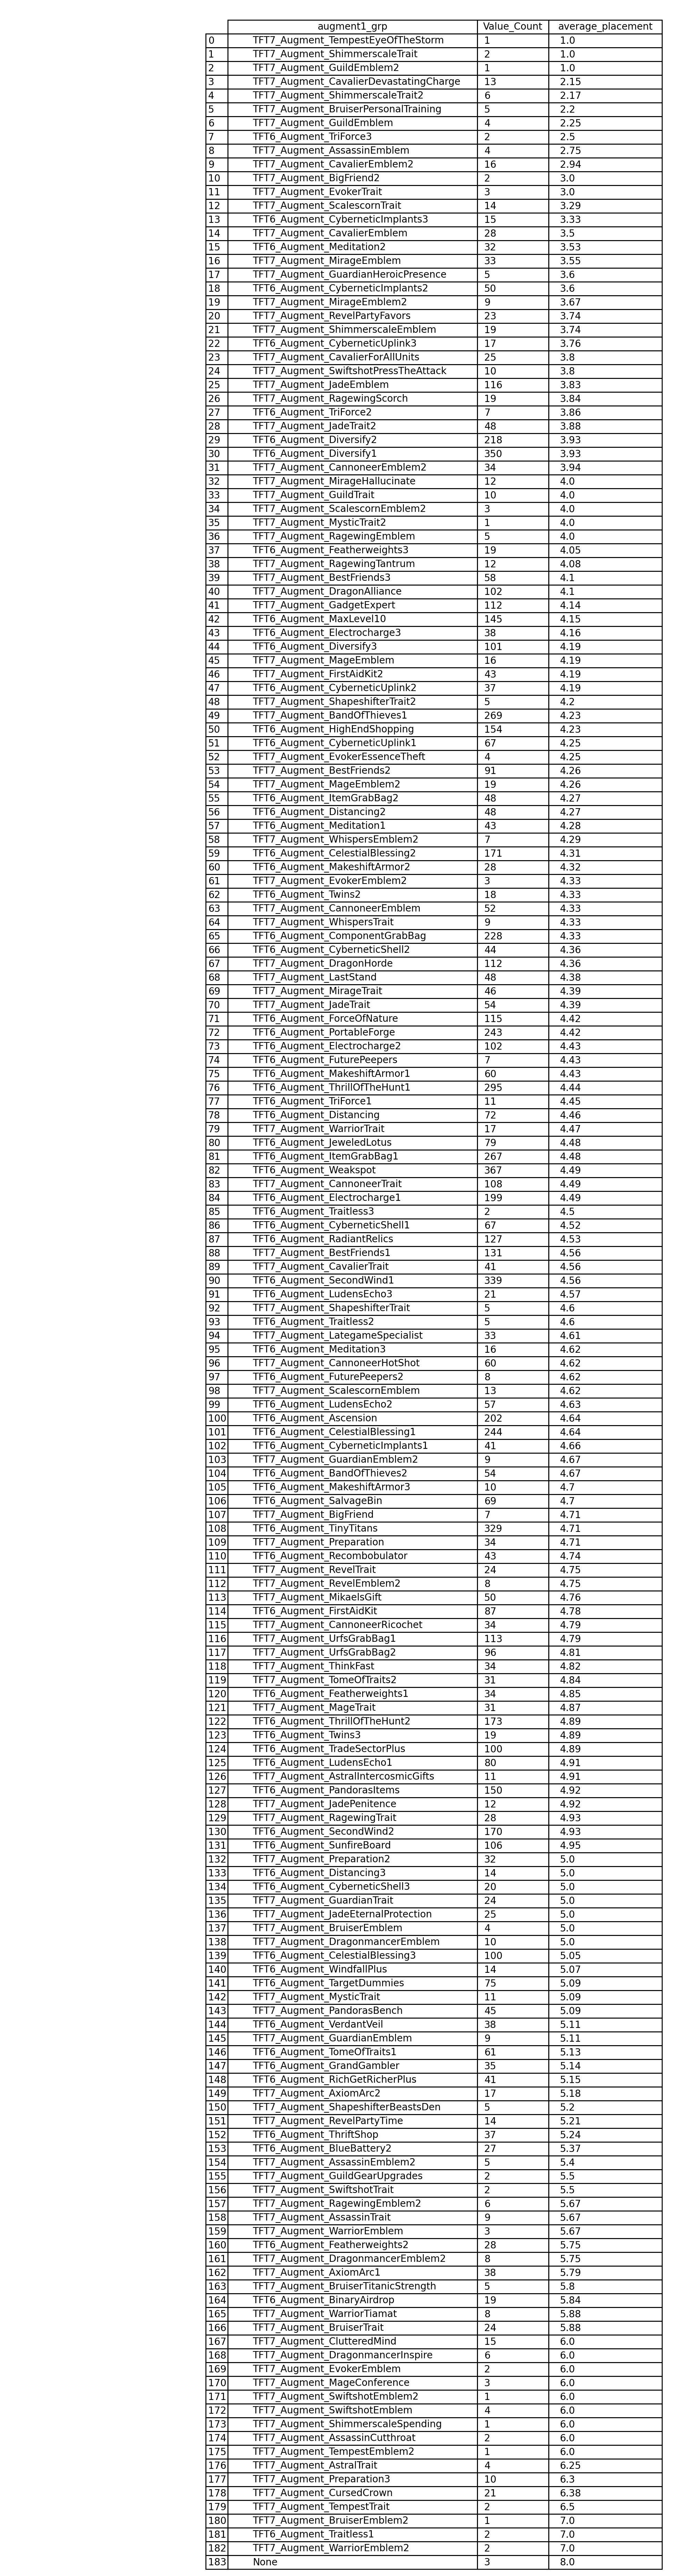 augment1_grp Value_Count average_placement
0 TFT7_Augment_TempestEyeOfTheStorm 1 1.0
1 TFT7_Augment_ShimmerscaleTrait 2 1.0
2 TFT7_Augment_GuildEmblem2 1 1.0
3 TFT7_Augment_CavalierDevastatingCharge 13 2.15
4 TFT7_Augment_ShimmerscaleTrait2 6 2.17
5 TFT7_Augment_BruiserPersonalTraining 5 2.2
6 TFT7_Augment_GuildEmblem 4 2.25
7 TFT6_Augment_TriForce3 2 2.5
8 TFT7_Augment_AssassinEmblem 4 2.75
9 TFT7_Augment_CavalierEmblem2 16 2.94
10 TFT7_Augment_BigFriend2 2 3.0
11 TFT7_Augment_EvokerTrait 3 3.0
12 TFT7_Augment_ScalescornTrait 14 3.29
13 TFT6_Augment_CyberneticImplants3 15 3.33
14 TFT7_Augment_CavalierEmblem 28 3.5
15 TFT6_Augment_Meditation2 32 3.53
16 TFT7_Augment_MirageEmblem 33 3.55
17 TFT7_Augment_GuardianHeroicPresence 5 3.6
18 TFT6_Augment_CyberneticImplants2 50 3.6
19 TFT7_Augment_MirageEmblem2 9 3.67
20 TFT7_Augment_RevelPartyFavors 23 3.74
21 TFT7_Augment_ShimmerscaleEmblem 19 3.74
22 TFT6_Augment_CyberneticUplink3 17 3.76
23 TFT7_Augment_CavalierForAllUnits 25 3.8
24 TFT7_Augment_SwiftshotPressTheAttack 10 3.8
25 TFT7_Augment_JadeEmblem 116 3.83
26 TFT7_Augment_RagewingScorch 19 3.84
27 TFT6_Augment_TriForce2 7 3.86
28 TFT7_Augment_JadeTrait2 48 3.88
29 TFT6_Augment_Diversify2 218 3.93
30 TFT6_Augment_Diversify1 350 3.93
31 TFT7_Augment_CannoneerEmblem2 34 3.94
32 TFT7_Augment_MirageHallucinate 12 4.0
33 TFT7_Augment_GuildTrait 10 4.0
34 TFT7_Augment_ScalescornEmblem2 3 4.0
35 TFT7_Augment_MysticTrait2 1 4.0
36 TFT7_Augment_RagewingEmblem 5 4.0
37 TFT6_Augment_Featherweights3 19 4.05
38 TFT7_Augment_RagewingTantrum 12 4.08
39 TFT7_Augment_BestFriends3 58 4.1
40 TFT7_Augment_DragonAlliance 102 4.1
41 TFT7_Augment_GadgetExpert 112 4.14
42 TFT6_Augment_MaxLevel10 145 4.15
43 TFT6_Augment_Electrocharge3 38 4.16
44 TFT6_Augment_Diversify3 101 4.19
45 TFT7_Augment_MageEmblem 16 4.19
46 TFT7_Augment_FirstAidKit2 43 4.19
47 TFT6_Augment_CyberneticUplink2 37 4.19
48 TFT7_Augment_ShapeshifterTrait2 5 4.2
49 TFT7_Augment_BandOfThieves1 269 4.23
50 TFT6_Augment_HighEndShopping 154 4.23
51 TFT6_Augment_CyberneticUplink1 67 4.25
52 TFT7_Augment_EvokerEssenceTheft 4 4.25
53 TFT7_Augment_BestFriends2 91 4.26
54 TFT7_Augment_MageEmblem2 19 4.26
55 TFT6_Augment_ItemGrabBag2 48 4.27
56 TFT6_Augment_Distancing2 48 4.27
57 TFT6_Augment_Meditation1 43 4.28
58 TFT7_Augment_WhispersEmblem2 7 4.29
59 TFT6_Augment_CelestialBlessing2 171 4.31
60 TFT6_Augment_MakeshiftArmor2 28 4.32
61 TFT7_Augment_EvokerEmblem2 3 4.33
62 TFT6_Augment_Twins2 18 4.33
63 TFT7_Augment_CannoneerEmblem 52 4.33
64 TFT7_Augment_WhispersTrait 9 4.33
65 TFT6_Augment_ComponentGrabBag 228 4.33
66 TFT6_Augment_CyberneticShell2 44 4.36
67 TFT7_Augment_DragonHorde 112 4.36
68 TFT7_Augment_LastStand 48 4.38
69 TFT7_Augment_MirageTrait 46 4.39
70 TFT7_Augment_JadeTrait 54 4.39
71 TFT6_Augment_ForceOfNature 115 4.42
72 TFT6_Augment_PortableForge 243 4.42
73 TFT6_Augment_Electrocharge2 102 4.43
74 TFT7_Augment_FuturePeepers 7 4.43
75 TFT6_Augment_MakeshiftArmor1 60 4.43
76 TFT6_Augment_ThrillOfTheHunt1 295 4.44
77 TFT6_Augment_TriForce1 11 4.45
78 TFT6_Augment_Distancing 72 4.46
79 TFT7_Augment_WarriorTrait 17 4.47
80 TFT6_Augment_JeweledLotus 79 4.48
81 TFT6_Augment_ItemGrabBag1 267 4.48
82 TFT6_Augment_Weakspot 367 4.49
83 TFT7_Augment_CannoneerTrait 108 4.49
84 TFT6_Augment_Electrocharge1 199 4.49
85 TFT6_Augment_Traitless3 2 4.5
86 TFT6_Augment_CyberneticShell1 67 4.52
87 TFT6_Augment_RadiantRelics 127 4.53
88 TFT7_Augment_BestFriends1 131 4.56
89 TFT7_Augment_CavalierTrait 41 4.56
90 TFT6_Augment_SecondWind1 339 4.56
91 TFT6_Augment_LudensEcho3 21 4.57
92 TFT7_Augment_ShapeshifterTrait 5 4.6
93 TFT6_Augment_Traitless2 5 4.6
94 TFT7_Augment_LategameSpecialist 33 4.61
95 TFT6_Augment_Meditation3 16 4.62
96 TFT7_Augment_CannoneerHotShot 60 4.62
97 TFT7_Augment_FuturePeepers2 8 4.62
98 TFT7_Augment_ScalescornEmblem 13 4.62
99 TFT6_Augment_LudensEcho2 57 4.63
100 TFT6_Augment_Ascension 202 4.64
101 TFT6_Augment_CelestialBlessing1 244 4.64
102 TFT6_Augment_CyberneticImplants1 41 4.66
103 TFT7_Augment_GuardianEmblem2 9 4.67
104 TFT6_Augment_BandOfThieves2 54 4.67
105 TFT6_Augment_MakeshiftArmor3 10 4.7
106 TFT6_Augment_SalvageBin 69 4.7
107 TFT7_Augment_BigFriend 7 4.71
108 TFT6_Augment_TinyTitans 329 4.71
109 TFT7_Augment_Preparation 34 4.71
110 TFT6_Augment_Recombobulator 43 4.74
111 TFT7_Augment_RevelTrait 24 4.75
112 TFT7_Augment_RevelEmblem2 8 4.75
113 TFT7_Augment_MikaelsGift 50 4.76
114 TFT6_Augment_FirstAidKit 87 4.78
115 TFT7_Augment_CannoneerRicochet 34 4.79
116 TFT7_Augment_UrfsGrabBag1 113 4.79
117 TFT7_Augment_UrfsGrabBag2 96 4.81
118 TFT7_Augment_ThinkFast 34 4.82
119 TFT7_Augment_TomeOfTraits2 31 4.84
120 TFT6_Augment_Featherweights1 34 4.85
121 TFT7_Augment_MageTrait 31 4.87
122 TFT6_Augment_ThrillOfTheHunt2 173 4.89
123 TFT6_Augment_Twins3 19 4.89
124 TFT6_Augment_TradeSectorPlus 100 4.89
125 TFT6_Augment_LudensEcho1 80 4.91
126 TFT7_Augment_AstralIntercosmicGifts 11 4.91
127 TFT6_Augment_PandorasItems 150 4.92
128 TFT7_Augment_JadePenitence 12 4.92
129 TFT7_Augment_RagewingTrait 28 4.93
130 TFT6_Augment_SecondWind2 170 4.93
131 TFT6_Augment_SunfireBoard 106 4.95
132 TFT7_Augment_Preparation2 32 5.0
133 TFT6_Augment_Distancing3 14 5.0
134 TFT6_Augment_CyberneticShell3 20 5.0
135 TFT7_Augment_GuardianTrait 24 5.0
136 TFT7_Augment_JadeEternalProtection 25 5.0
137 TFT7_Augment_BruiserEmblem 4 5.0
138 TFT7_Augment_DragonmancerEmblem 10 5.0
139 TFT6_Augment_CelestialBlessing3 100 5.05
140 TFT6_Augment_WindfallPlus 14 5.07
141 TFT6_Augment_TargetDummies 75 5.09
142 TFT7_Augment_MysticTrait 11 5.09
143 TFT7_Augment_PandorasBench 45 5.09
144 TFT6_Augment_VerdantVeil 38 5.11
145 TFT7_Augment_GuardianEmblem 9 5.11
146 TFT6_Augment_TomeOfTraits1 61 5.13
147 TFT6_Augment_GrandGambler 35 5.14
148 TFT6_Augment_RichGetRicherPlus 41 5.15
149 TFT7_Augment_AxiomArc2 17 5.18
150 TFT7_Augment_ShapeshifterBeastsDen 5 5.2
151 TFT7_Augment_RevelPartyTime 14 5.21
152 TFT6_Augment_ThriftShop 37 5.24
153 TFT6_Augment_BlueBattery2 27 5.37
154 TFT7_Augment_AssassinEmblem2 5 5.4
155 TFT7_Augment_GuildGearUpgrades 2 5.5
156 TFT7_Augment_SwiftshotTrait 2 5.5
157 TFT7_Augment_RagewingEmblem2 6 5.67
158 TFT7_Augment_AssassinTrait 9 5.67
159 TFT7_Augment_WarriorEmblem 3 5.67
160 TFT6_Augment_Featherweights2 28 5.75
161 TFT7_Augment_DragonmancerEmblem2 8 5.75
162 TFT7_Augment_AxiomArc1 38 5.79
163 TFT7_Augment_BruiserTitanicStrength 5 5.8
164 TFT6_Augment_BinaryAirdrop 19 5.84
165 TFT7_Augment_WarriorTiamat 8 5.88
166 TFT7_Augment_BruiserTrait 24 5.88
167 TFT7_Augment_ClutteredMind 15 6.0
168 TFT7_Augment_DragonmancerInspire 6 6.0
169 TFT7_Augment_EvokerEmblem 2 6.0
170 TFT7_Augment_MageConference 3 6.0
171 TFT7_Augment_SwiftshotEmblem2 1 6.0
172 TFT7_Augment_SwiftshotEmblem 4 6.0
173 TFT7_Augment_ShimmerscaleSpending 1 6.0
174 TFT7_Augment_AssassinCutthroat 2 6.0
175 TFT7_Augment_TempestEmblem2 1 6.0
176 TFT7_Augment_AstralTrait 4 6.25
177 TFT7_Augment_Preparation3 10 6.3
178 TFT7_Augment_CursedCrown 21 6.38
179 TFT7_Augment_TempestTrait 2 6.5
180 TFT7_Augment_BruiserEmblem2 1 7.0
181 TFT6_Augment_Traitless1 2 7.0
182 TFT7_Augment_WarriorEmblem2 2 7.0
183 None 3 8.0